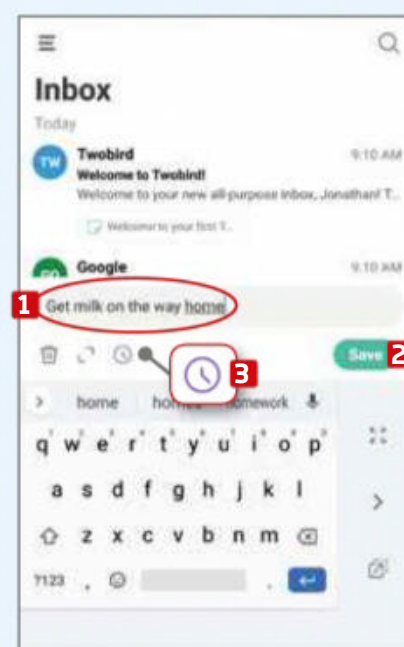 Inbox
Today
TW Twobird 9:10 AM
Welcome to Twobird!
Welcome to your new all-purpose inbox, Jonathan! T...
Welcome to your first T...
GO Google 9:10 AM
1 Get milk on the way home
Save 2
3
home homework
q w e r t y u i o p
a s d f g h j k l
z x c v b n m
?123 , .